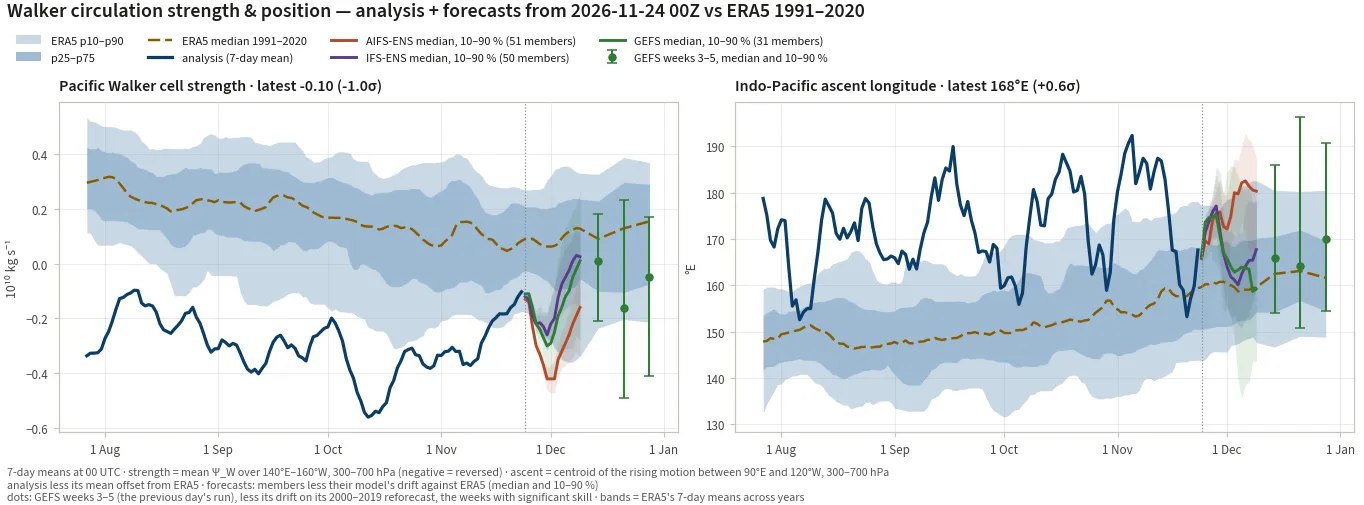 Walker circulation strength & position — analysis + forecasts from 2026-11-24 00Z vs ERA5 1991–2020
ERA5 p10–p90
p25–p75
ERA5 median 1991–2020
analysis (7-day mean)
AIFS-ENS median, 10–90 % (51 members)
IFS-ENS median, 10–90 % (50 members)
GEFS median, 10–90 % (31 members)
GEFS weeks 3–5, median and 10–90 %
Pacific Walker cell strength · latest -0.10 (-1.0σ)
10¹⁰ kg s⁻¹
0.4
0.2
0.0
−0.2
−0.4
−0.6
1 Aug
1 Sep
1 Oct
1 Nov
1 Dec
1 Jan
Indo-Pacific ascent longitude · latest 168°E (+0.6σ)
°E
190
180
170
160
150
140
130
1 Aug
1 Sep
1 Oct
1 Nov
1 Dec
1 Jan
7-day means at 00 UTC · strength = mean Ψ_W over 140°E–160°W, 300–700 hPa (negative = reversed) · ascent = centroid of the rising motion between 90°E and 120°W, 300–700 hPa
analysis less its mean offset from ERA5 · forecasts: members less their model's drift against ERA5 (median and 10–90 %)
dots: GEFS weeks 3–5 (the previous day's run), less its drift on its 2000–2019 reforecast, the weeks with significant skill · bands = ERA5's 7-day means across years